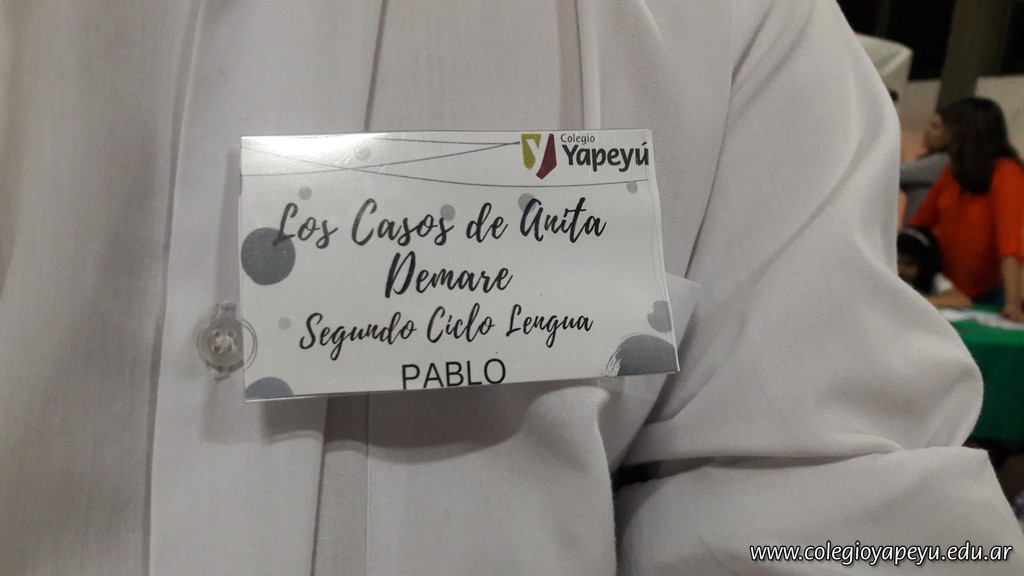 Colegio
Yapeyú
Los Casos de Anita
Demare
Segundo Ciclo Lengua
PABLO
www.colegioyapeyu.edu.ar